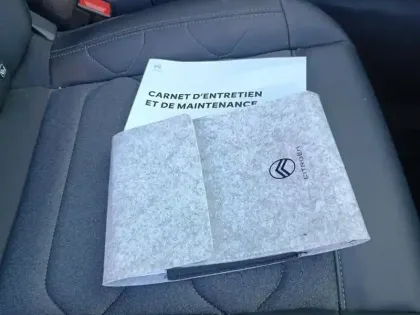 CARNET D'ENTRETIEN
ET DE MAINTENANCE
CITROËN